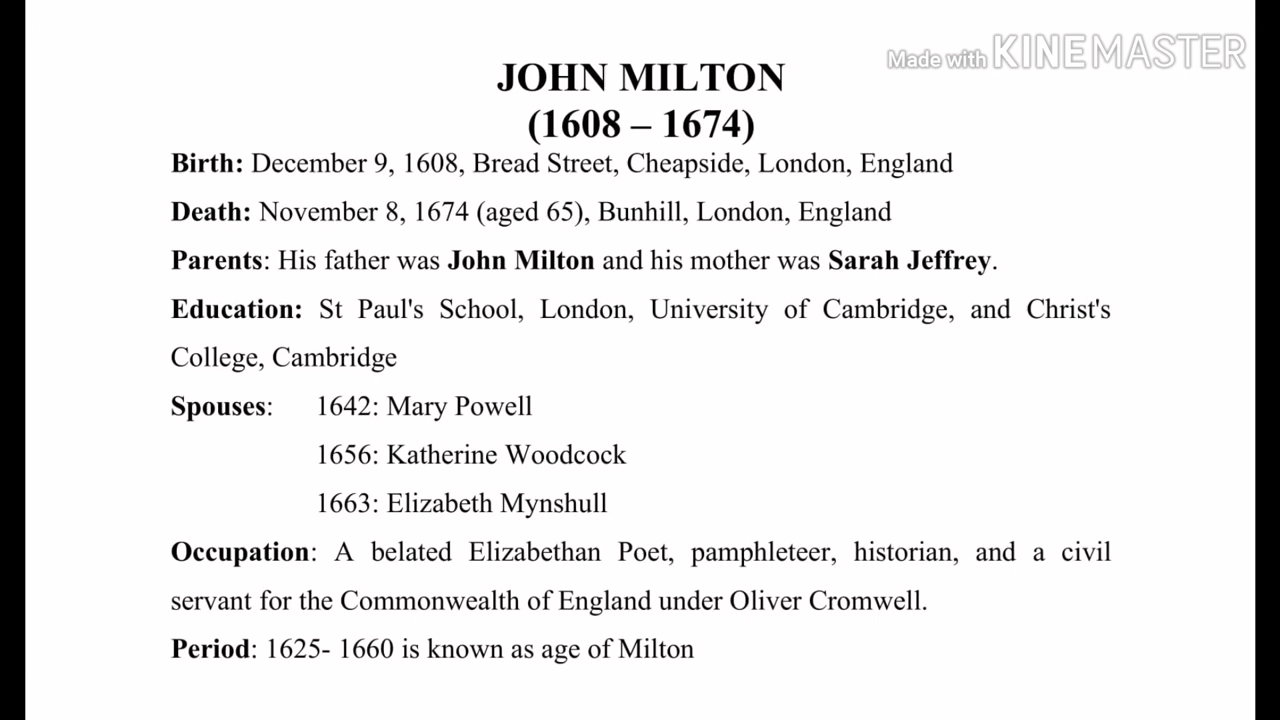 Made with KINEMASTER
JOHN MILTON
(1608 – 1674)
Birth: December 9, 1608, Bread Street, Cheapside, London, England
Death: November 8, 1674 (aged 65), Bunhill, London, England
Parents: His father was John Milton and his mother was Sarah Jeffrey.
Education: St Paul's School, London, University of Cambridge, and Christ's
College, Cambridge
Spouses: 1642: Mary Powell
1656: Katherine Woodcock
1663: Elizabeth Mynshull
Occupation: A belated Elizabethan Poet, pamphleteer, historian, and a civil
servant for the Commonwealth of England under Oliver Cromwell.
Period: 1625- 1660 is known as age of Milton